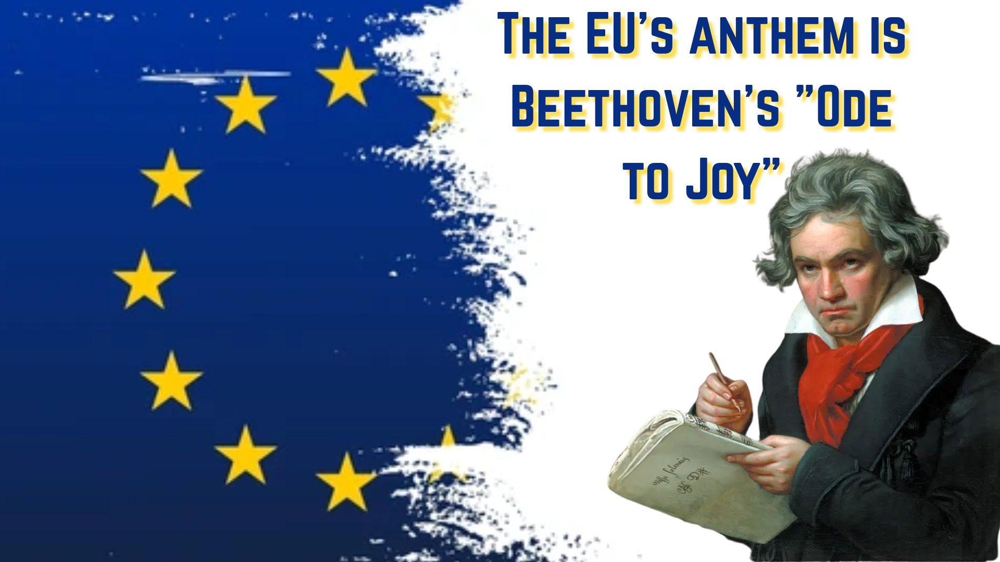 The EU’s anthem is
Beethoven’s ”Ode
to Joy”